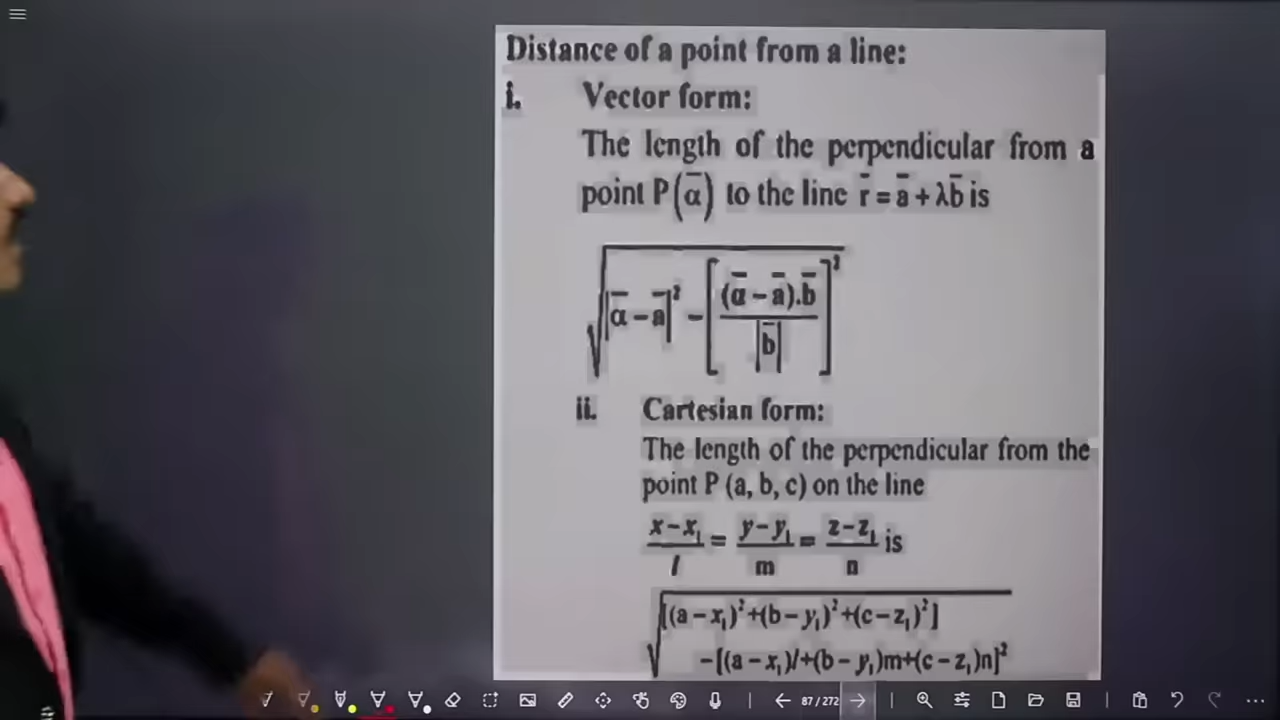 Distance of a point from a line:
i. Vector form:
The length of the perpendicular from a
point P(ᾱ) to the line r̄ = ā + λb̄ is
√(|ᾱ − ā|² − [((ᾱ − ā).b̄)/|b̄|]²)
ii. Cartesian form:
The length of the perpendicular from the
point P (a, b, c) on the line
(x − x₁)/l = (y − y₁)/m = (z − z₁)/n is
√[(a − x₁)²+(b − y₁)²+(c − z₁)²]
−[(a − x₁)l+(b − y₁)m+(c − z₁)n]²
87 / 272